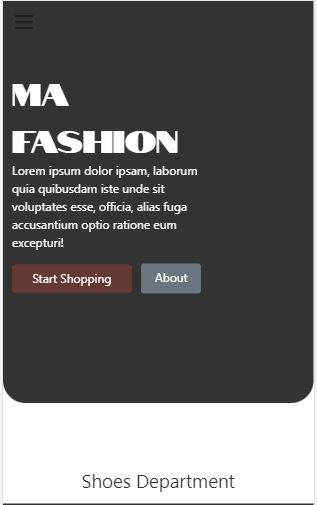 MA
FASHION
Lorem ipsum dolor ipsam, laborum
quia quibusdam iste unde sit
voluptates esse, officia, alias fuga
accusantium optio ratione eum
excepturi!
Start Shopping
About
Shoes Department